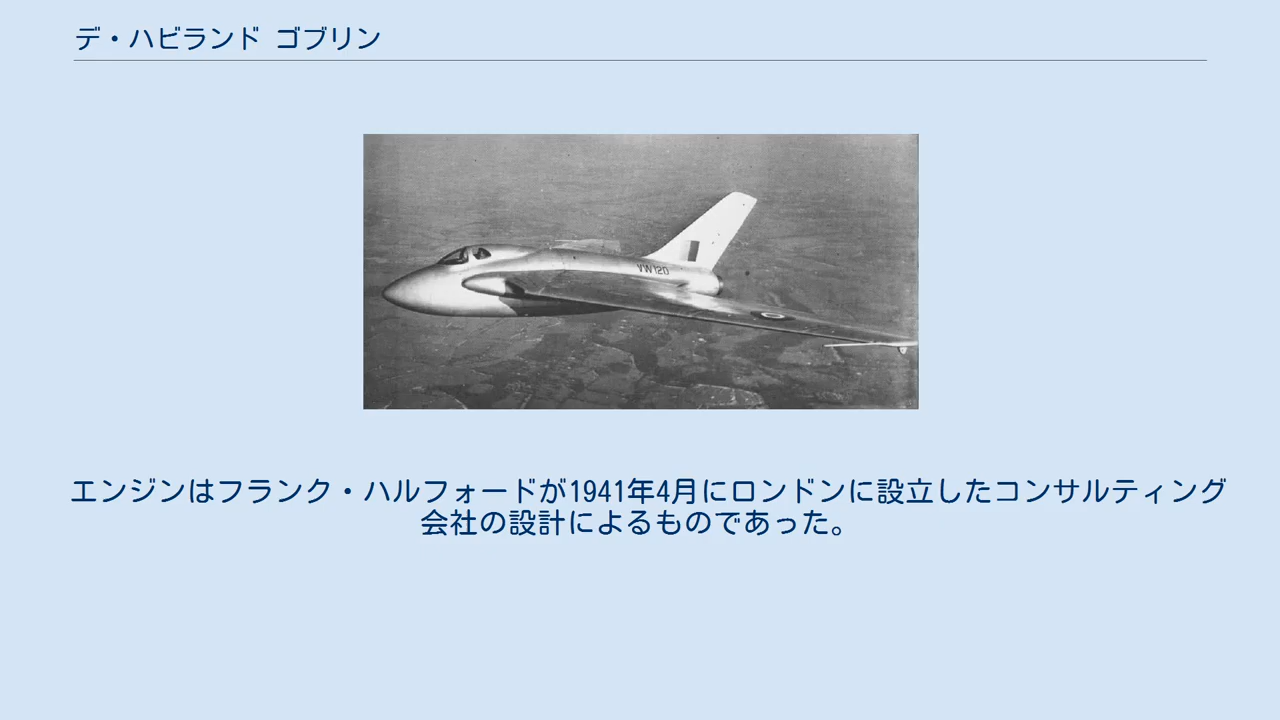 デ・ハビランド ゴブリン
VW120
エンジンはフランク・ハルフォードが1941年4月にロンドンに設立したコンサルティング
会社の設計によるものであった。